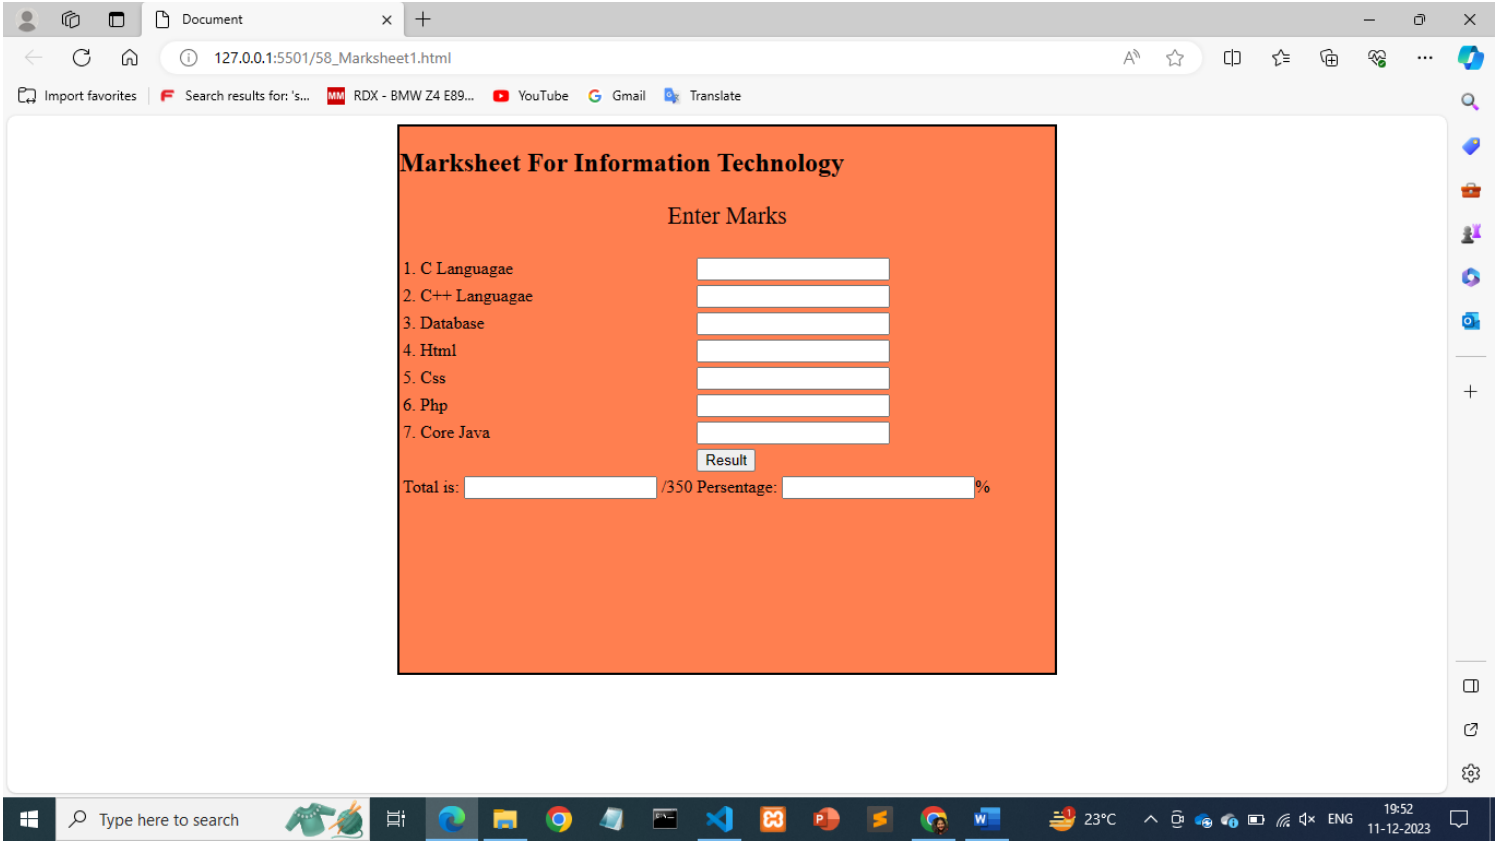 Document
127.0.0.1:5501/58_Marksheet1.html
Import favorites
Search results for: 's...
MM RDX - BMW Z4 E89...
YouTube
Gmail
Translate
Marksheet For Information Technology
Enter Marks
1. C Languagae
2. C++ Languagae
3. Database
4. Html
5. Css
6. Php
7. Core Java
Result
Total is: /350 Persentage: %
Type here to search
1
23°C
ENG
19:52
11-12-2023